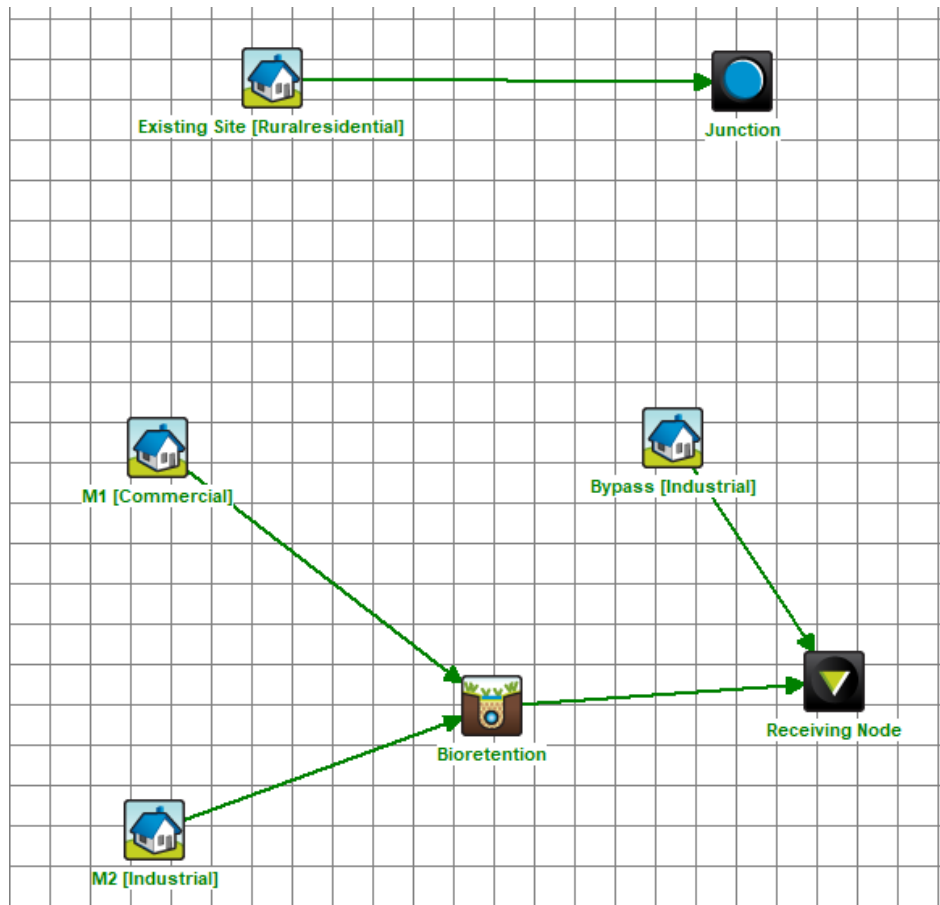 Existing Site [Ruralresidential]
Junction
M1 [Commercial]
Bypass [Industrial]
Receiving Node
Bioretention
M2 [Industrial]